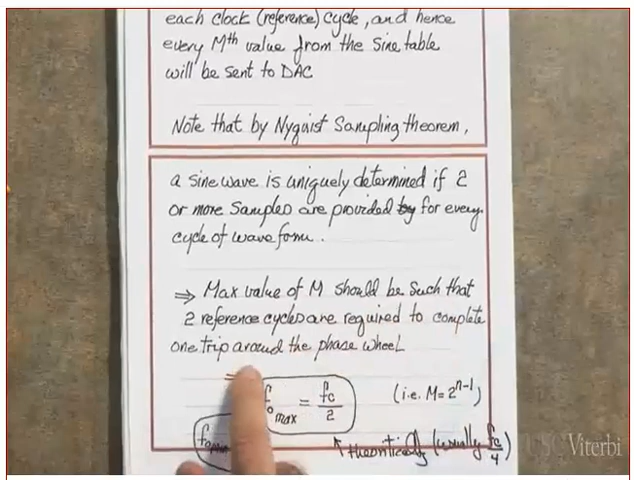 each clock (reference) cycle, and hence
every Mth value from the sine table
will be sent to DAC
Note that by Nyquist Sampling theorem,
a sine wave is uniquely determined if 2
or more samples are provided by for every
cycle of wave form.
⇒ Max value of M should be such that
2 reference cycles are required to complete
one trip around the phase wheel
max = fc/2 (i.e. M = 2^n-1)
theoretically (usually fc/4)
USC Viterbi